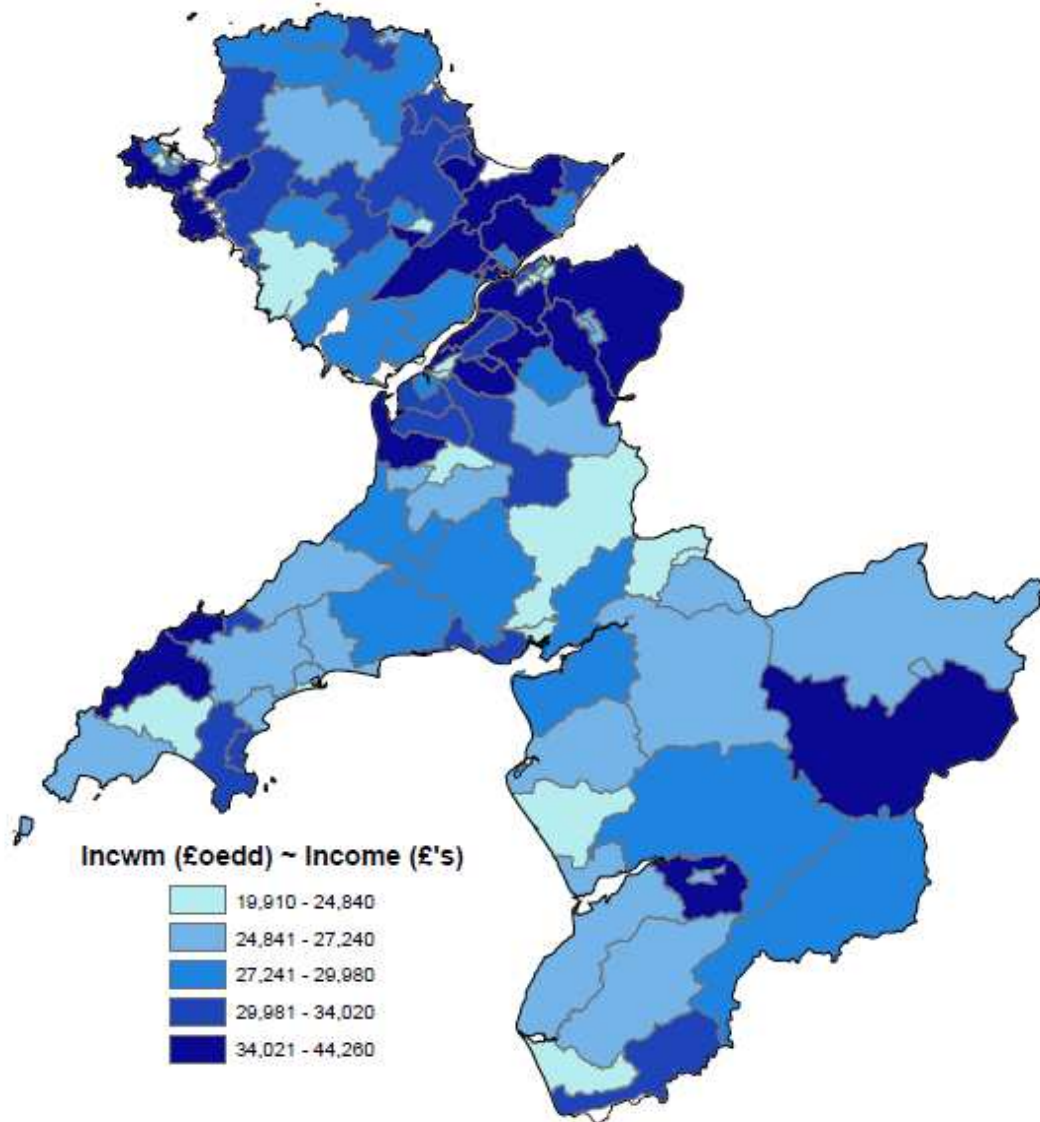 Incwm (£oedd) ~ Income (£'s)
19,910 - 24,840
24,841 - 27,240
27,241 - 29,980
29,981 - 34,020
34,021 - 44,260